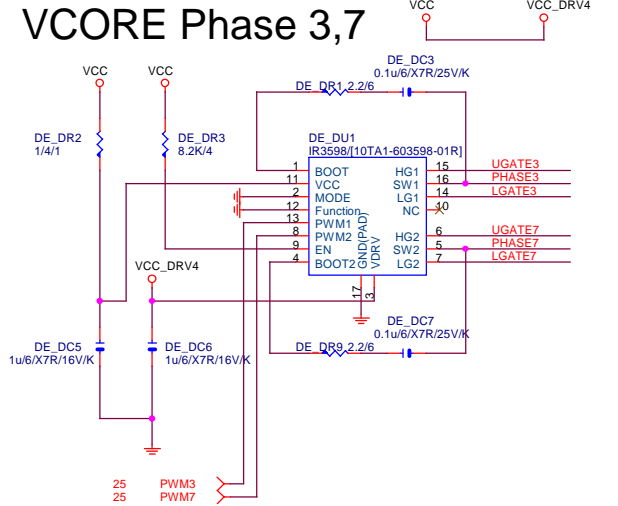 VCORE Phase 3,7
VCC
VCC_DRV4
VCC
VCC
DE_DC3
0.1u/6/X7R/25V/K
DE_DR1 2.2/6
DE_DR2
1/4/1
DE_DR3
8.2K/4
DE_DU1
IR3598/[10TA1-603598-01R]
1 BOOT
11 VCC
2 MODE
12 Function
13 PWM1
8 PWM2
9 EN
4 BOOT2
HG1 15 UGATE3
SW1 16 PHASE3
LG1 14 LGATE3
NC 10
HG2 6 UGATE7
SW2 5 PHASE7
LG2 7 LGATE7
GND(PAD) 17
VDRV 3
VCC_DRV4
DE_DC5
1u/6/X7R/16V/K
DE_DC6
1u/6/X7R/16V/K
DE_DC7
0.1u/6/X7R/25V/K
DE_DR9 2.2/6
25 PWM3
25 PWM7